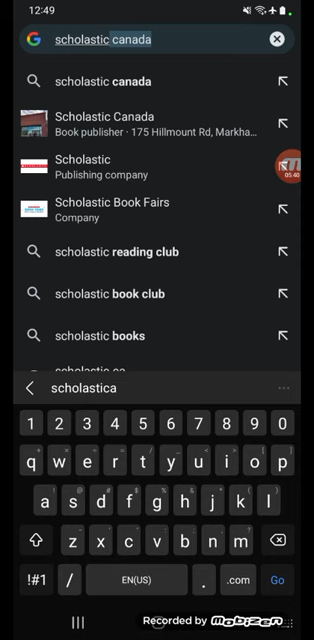 12:49
scholastic canada
scholastic canada
Scholastic Canada
Book publisher · 175 Hillmount Rd, Markha...
Scholastic
Publishing company
05:40
Scholastic Book Fairs
Company
scholastic reading club
scholastic book club
scholastic books
scholastica
1 2 3 4 5 6 7 8 9 0
q w e r t y u i o p
a s d f g h j k l
z x c v b n m
!#1 / EN(US) . .com Go
Recorded by Mobizen